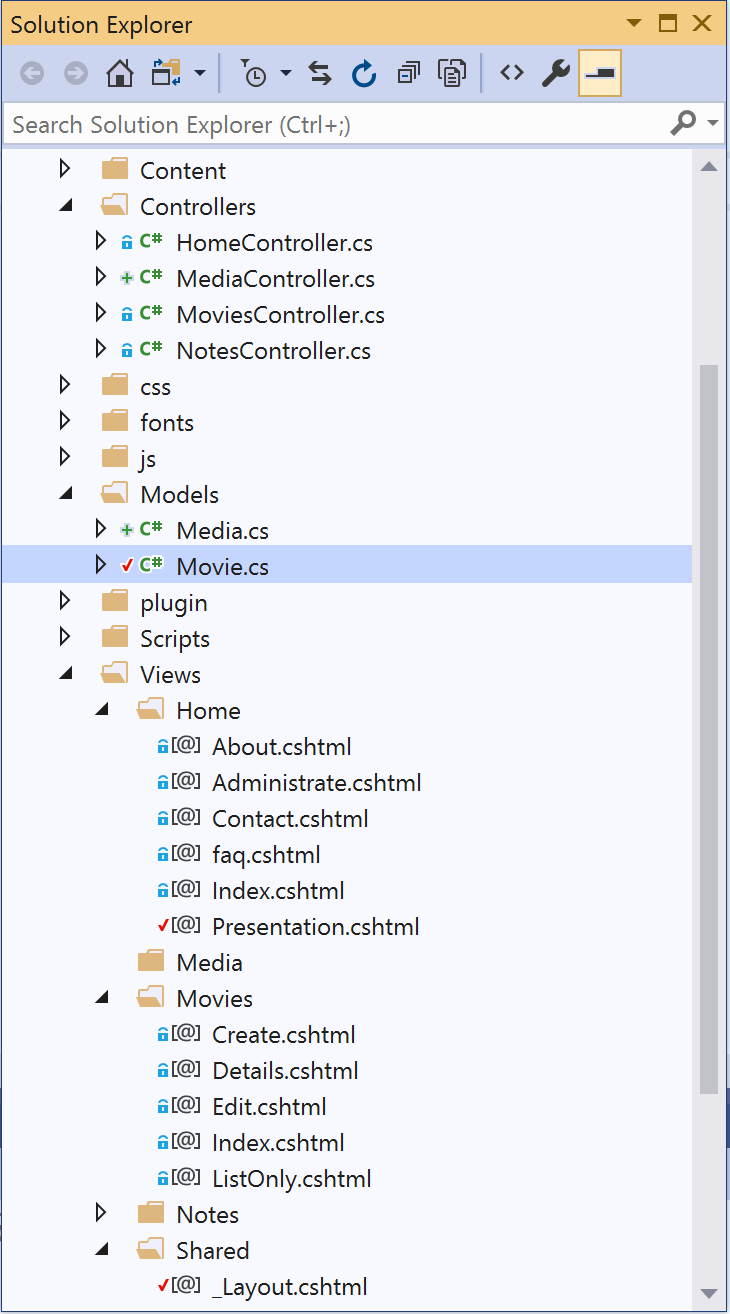 Solution Explorer
Search Solution Explorer (Ctrl+;)
Content
Controllers
C# HomeController.cs
C# MediaController.cs
C# MoviesController.cs
C# NotesController.cs
css
fonts
js
Models
C# Media.cs
C# Movie.cs
plugin
Scripts
Views
Home
[@] About.cshtml
[@] Administrate.cshtml
[@] Contact.cshtml
[@] faq.cshtml
[@] Index.cshtml
[@] Presentation.cshtml
Media
Movies
[@] Create.cshtml
[@] Details.cshtml
[@] Edit.cshtml
[@] Index.cshtml
[@] ListOnly.cshtml
Notes
Shared
[@] _Layout.cshtml